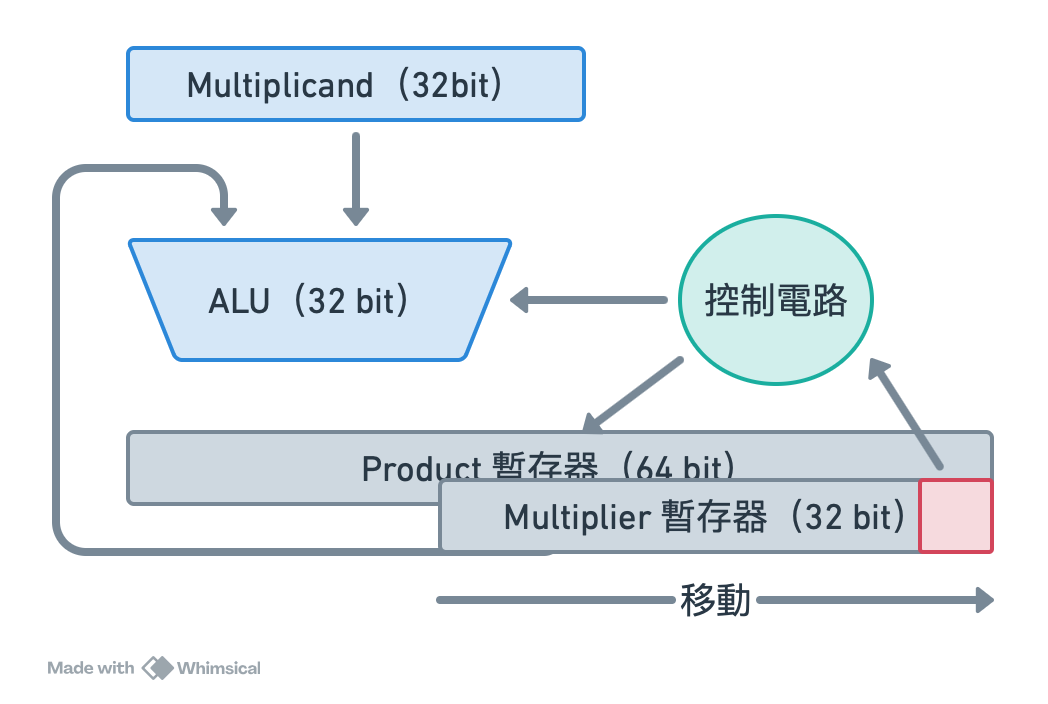 Multiplicand（32bit）
ALU（32 bit）
控制電路
Product 暫存器（64 bit）
Multiplier 暫存器（32 bit）
移動
Made with Whimsical